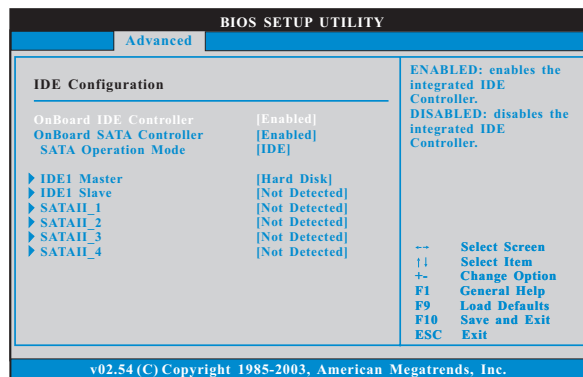 BIOS SETUP UTILITY
Advanced
IDE Configuration
OnBoard IDE Controller [Enabled]
OnBoard SATA Controller [Enabled]
SATA Operation Mode [IDE]
IDE1 Master [Hard Disk]
IDE1 Slave [Not Detected]
SATAII_1 [Not Detected]
SATAII_2 [Not Detected]
SATAII_3 [Not Detected]
SATAII_4 [Not Detected]
ENABLED: enables the
integrated IDE
Controller.
DISABLED: disables the
integrated IDE
Controller.
←→ Select Screen
↑↓ Select Item
+- Change Option
F1 General Help
F9 Load Defaults
F10 Save and Exit
ESC Exit
v02.54 (C) Copyright 1985-2003, American Megatrends, Inc.